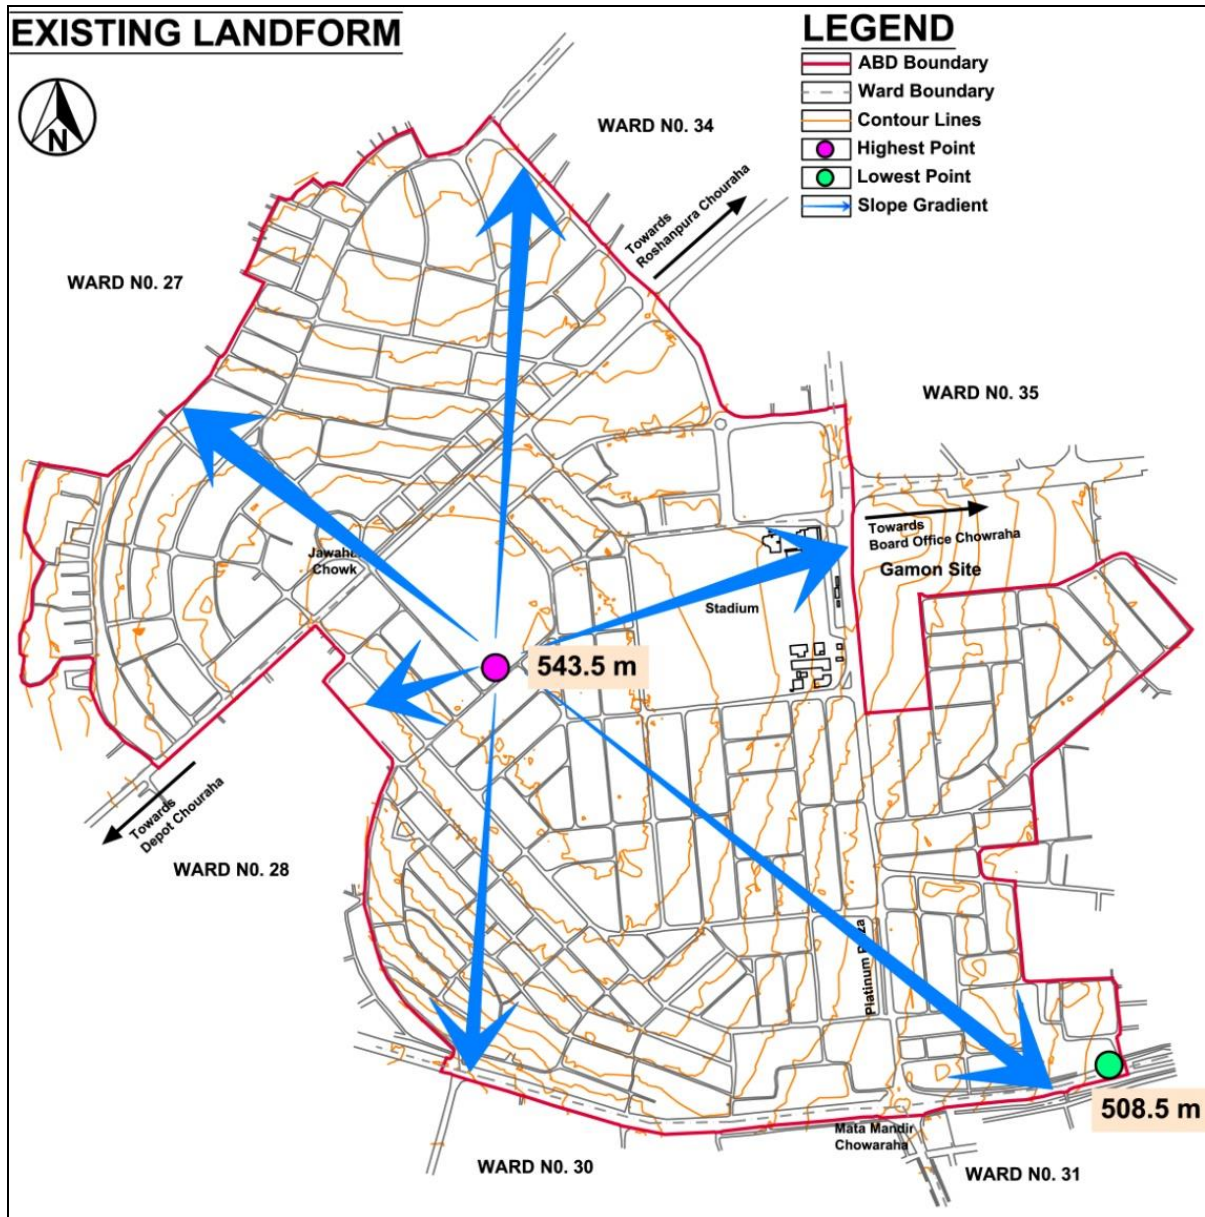 EXISTING LANDFORM
LEGEND
ABD Boundary
Ward Boundary
Contour Lines
Highest Point
Lowest Point
Slope Gradient
N
WARD N0. 34
Towards
Roshanpura Chouraha
WARD N0. 27
WARD N0. 35
Towards
Board Office Chowraha
Gamon Site
Jawaha
Chowk
Stadium
543.5 m
Towards
Depot Chouraha
WARD N0. 28
Platinum
508.5 m
Mata Mandir
Chowaraha
WARD N0. 30
WARD N0. 31